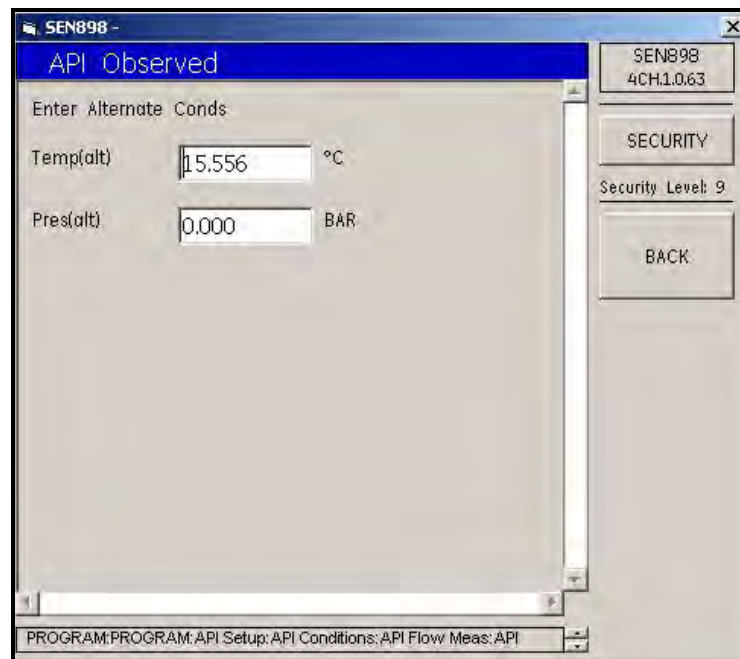 SEN898 -
API Observed
Enter Alternate Conds
Temp(alt) 15.556 °C
Pres(alt) 0.000 BAR
SEN898
4CH.1.0.63
SECURITY
Security Level: 9
BACK
PROGRAM:PROGRAM:API Setup:API Conditions:API Flow Meas:API